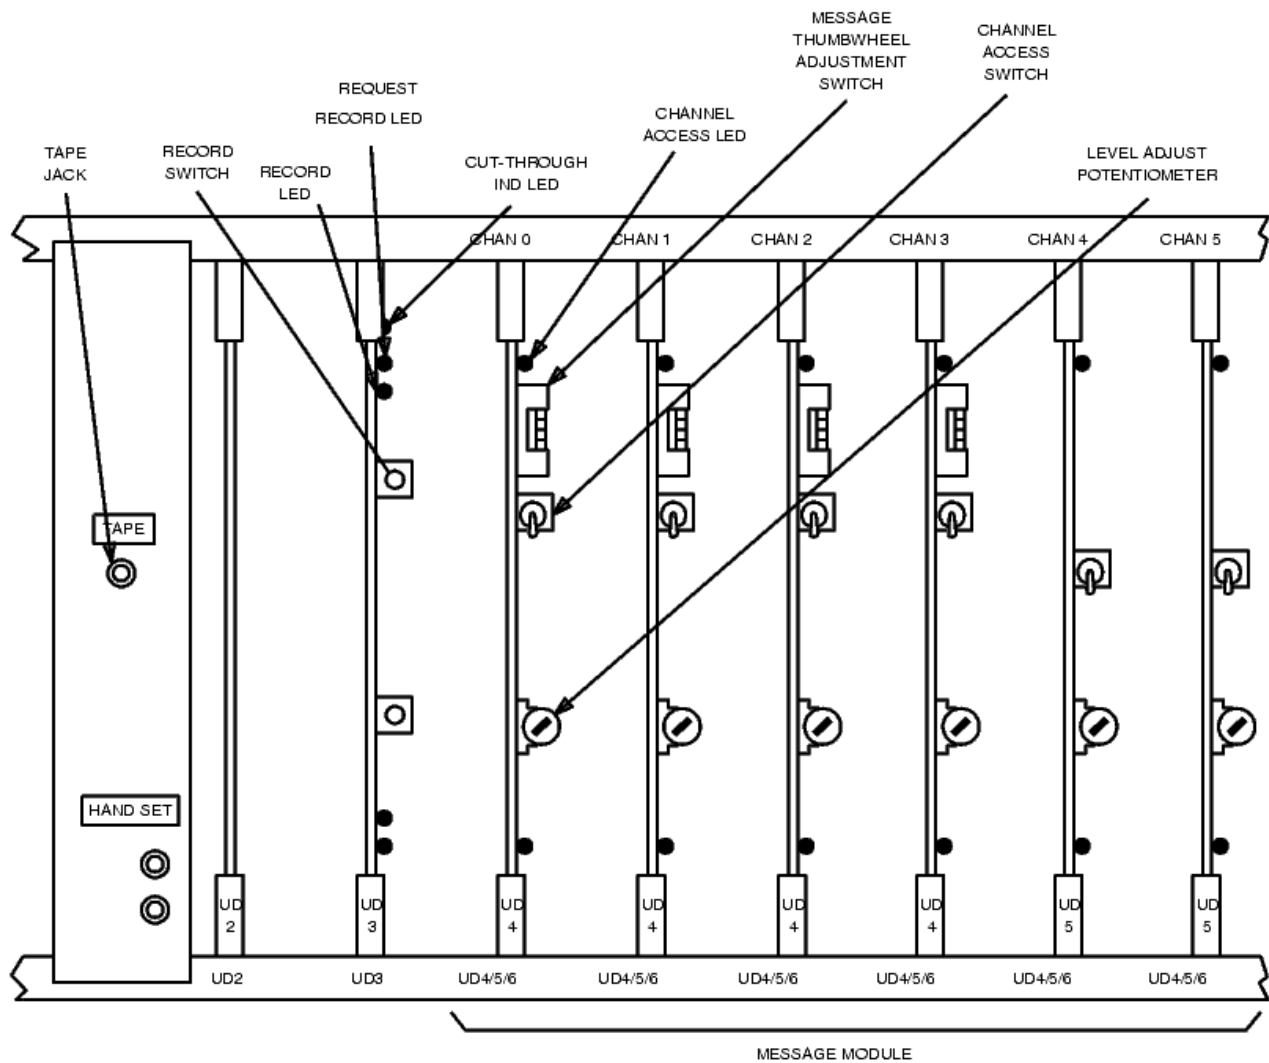 MESSAGE
THUMBWHEEL
ADJUSTMENT
SWITCH
CHANNEL
ACCESS
SWITCH
REQUEST
RECORD LED
CHANNEL
ACCESS LED
TAPE
JACK
RECORD
SWITCH
RECORD
LED
CUT-THROUGH
IND LED
LEVEL ADJUST
POTENTIOMETER
CHAN 0
CHAN 1
CHAN 2
CHAN 3
CHAN 4
CHAN 5
TAPE
HAND SET
UD
2
UD
3
UD
4
UD
4
UD
4
UD
4
UD
5
UD
5
UD2
UD3
UD4/5/6
UD4/5/6
UD4/5/6
UD4/5/6
UD4/5/6
UD4/5/6
MESSAGE MODULE